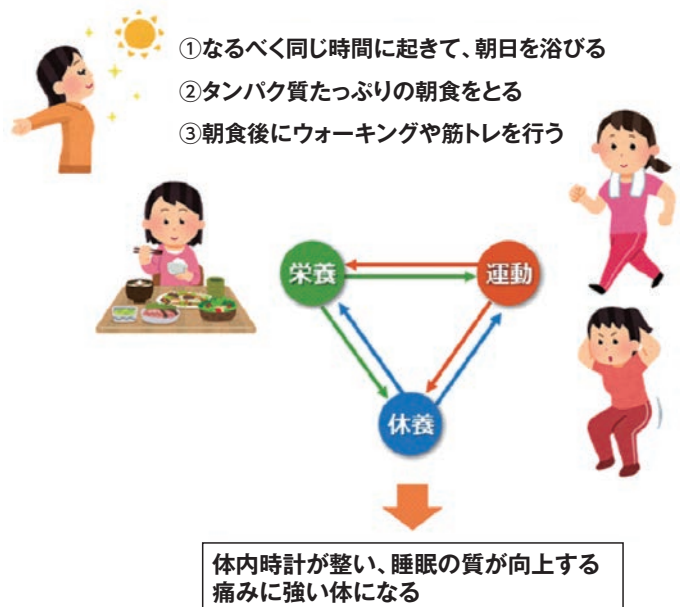 ①なるべく同じ時間に起きて、朝日を浴びる
②タンパク質たっぷりの朝食をとる
③朝食後にウォーキングや筋トレを行う
栄養
運動
休養
体内時計が整い、睡眠の質が向上する
痛みに強い体になる